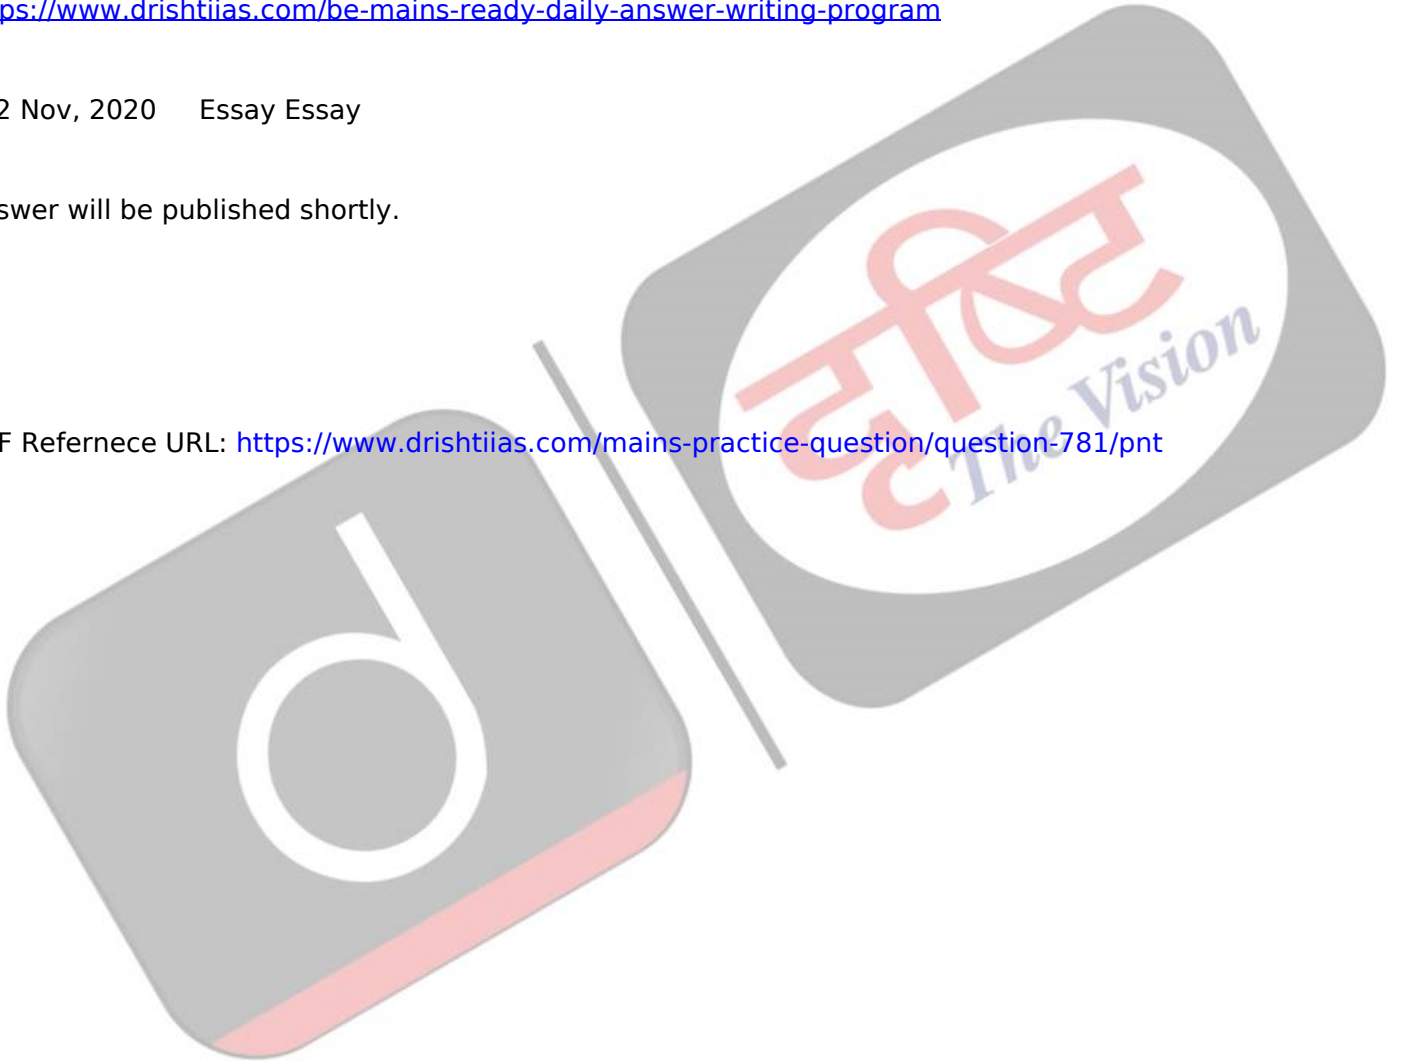 ps://www.drishtiias.com/be-mains-ready-daily-answer-writing-program
2 Nov, 2020 Essay Essay
swer will be published shortly.
दृष्टि
The Vision
F Refernece URL: https://www.drishtiias.com/mains-practice-question/question-781/pnt
d